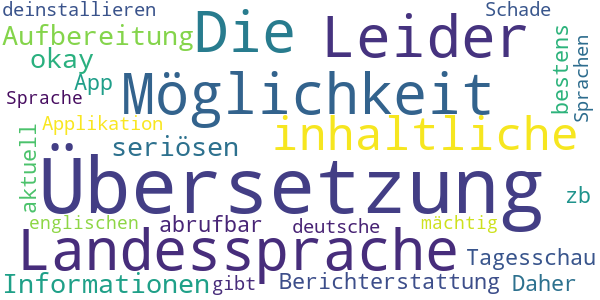 deinstallieren Schade
Aufbereitung Die Leider
okay bestens Sprachen
App Möglichkeit
Sprache
Applikation inhaltliche
seriösen
aktuell Übersetzung zb
englischen abrufbar deutsche mächtig
Landessprache Tagesschau
Informationen gibt Berichterstattung Daher